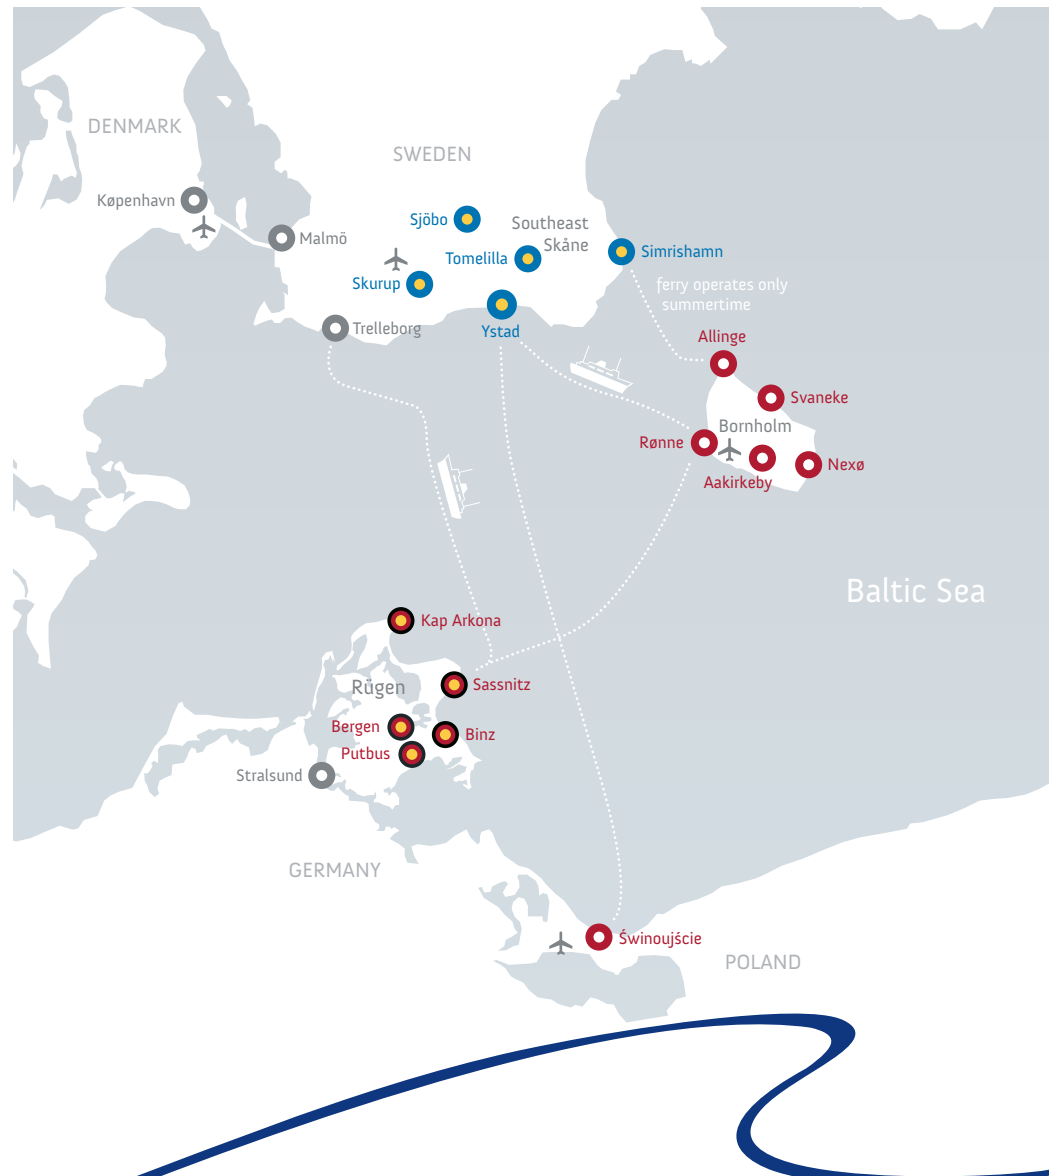 DENMARK
SWEDEN
Køpenhavn
Malmö
Sjöbo
Southeast
Skåne
Tomelilla
Simrishamn
Skurup
ferry operates only
summertime
Trelleborg
Ystad
Allinge
Svaneke
Bornholm
Rønne
Nexø
Aakirkeby
Baltic Sea
Kap Arkona
Rügen
Sassnitz
Bergen
Binz
Putbus
Stralsund
GERMANY
Świnoujście
POLAND